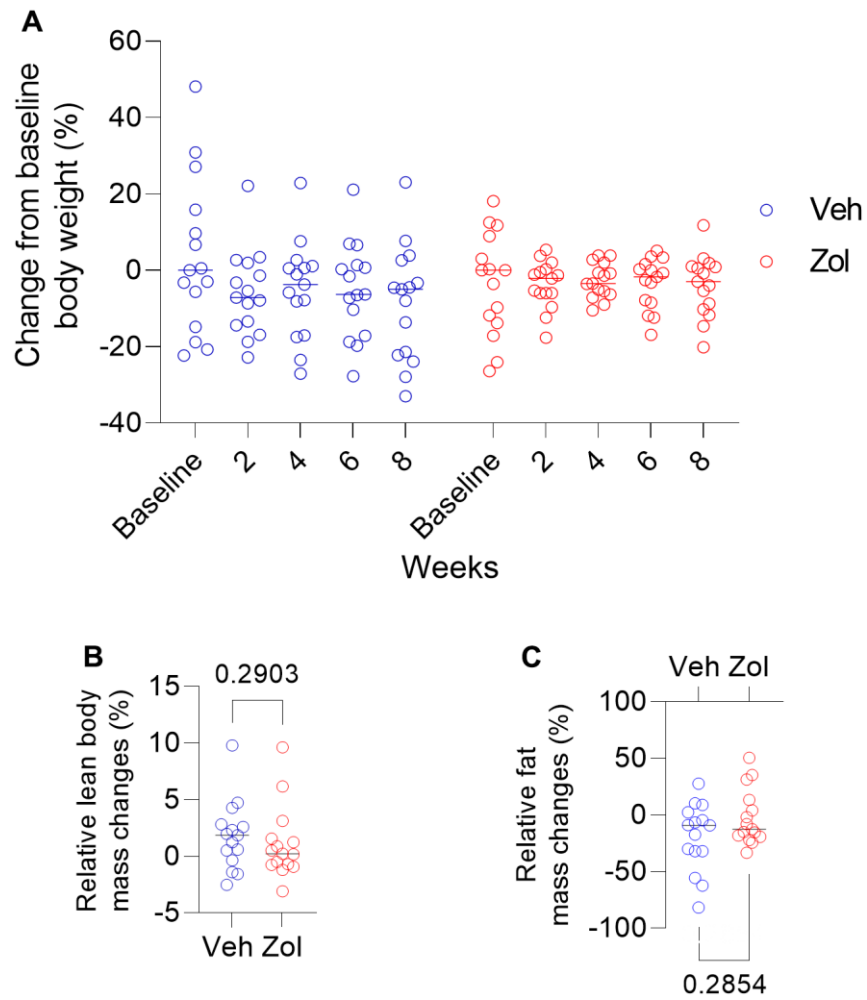 A
Change from baseline
body weight (%)
60
40
20
0
-20
-40
Baseline
2
4
6
8
Baseline
2
4
6
8
Weeks
Veh
Zol
B
0.2903
Relative lean body
mass changes (%)
15
10
5
0
-5
Veh Zol
C
Veh Zol
Relative fat
mass changes (%)
100
50
0
-50
-100
0.2854